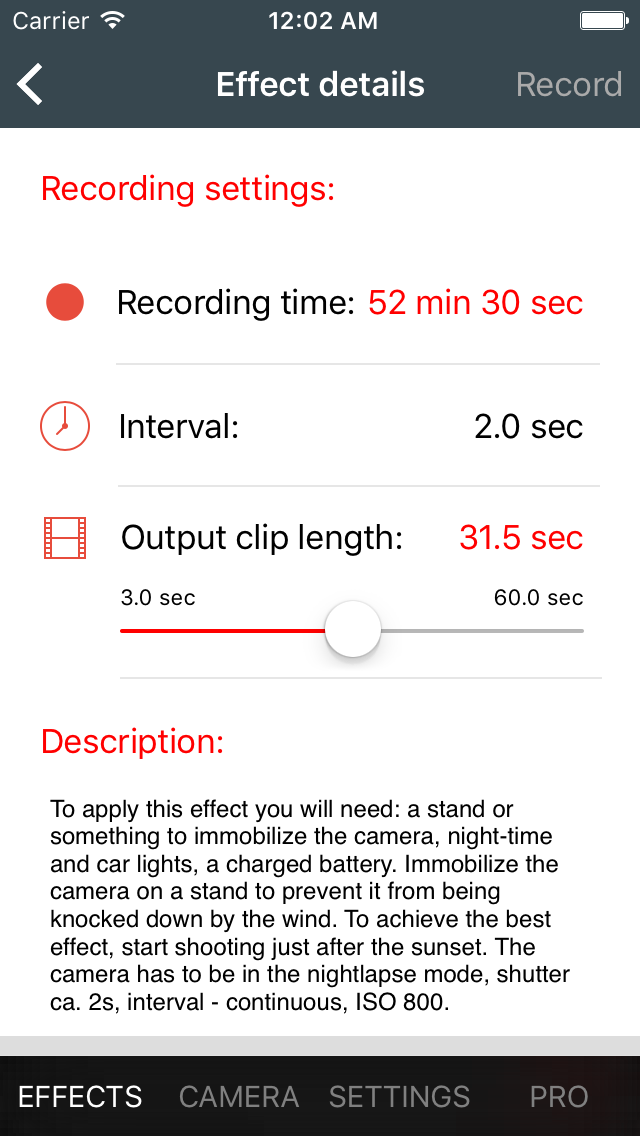 Carrier 12:02 AM
Effect details Record
Recording settings:
Recording time: 52 min 30 sec
Interval: 2.0 sec
Output clip length: 31.5 sec
3.0 sec 60.0 sec
Description:
To apply this effect you will need: a stand or
something to immobilize the camera, night-time
and car lights, a charged battery. Immobilize the
camera on a stand to prevent it from being
knocked down by the wind. To achieve the best
effect, start shooting just after the sunset. The
camera has to be in the nightlapse mode, shutter
ca. 2s, interval - continuous, ISO 800.
EFFECTS CAMERA SETTINGS PRO